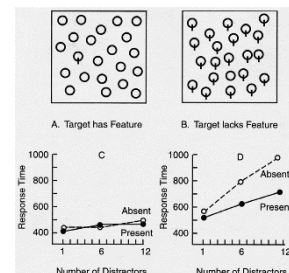 A. Target has Feature
B. Target lacks Feature
C
1000
800
600
400
Response Time
Absent
Present
1
6
12
Number of Distractors
D
1000
800
600
400
Response Time
Absent
Present
1
6
12
Number of Distractors